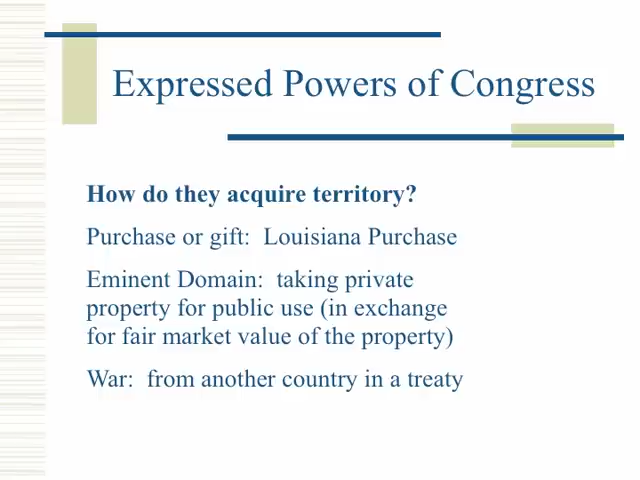 Expressed Powers of Congress
How do they acquire territory?
Purchase or gift:  Louisiana Purchase
Eminent Domain:  taking private
property for public use (in exchange
for fair market value of the property)
War:  from another country in a treaty